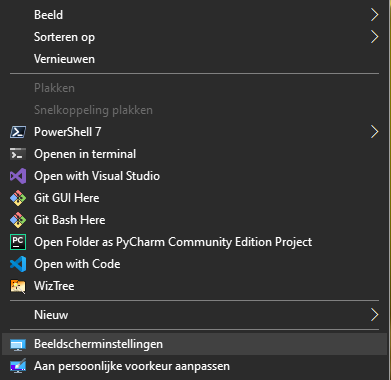 Beeld
Sorteren op
Vernieuwen
Plakken
Snelkoppeling plakken
PowerShell 7
Openen in terminal
Open with Visual Studio
Git GUI Here
Git Bash Here
PC Open Folder as PyCharm Community Edition Project
Open with Code
WizTree
Nieuw
Beeldscherminstellingen
Aan persoonlijke voorkeur aanpassen